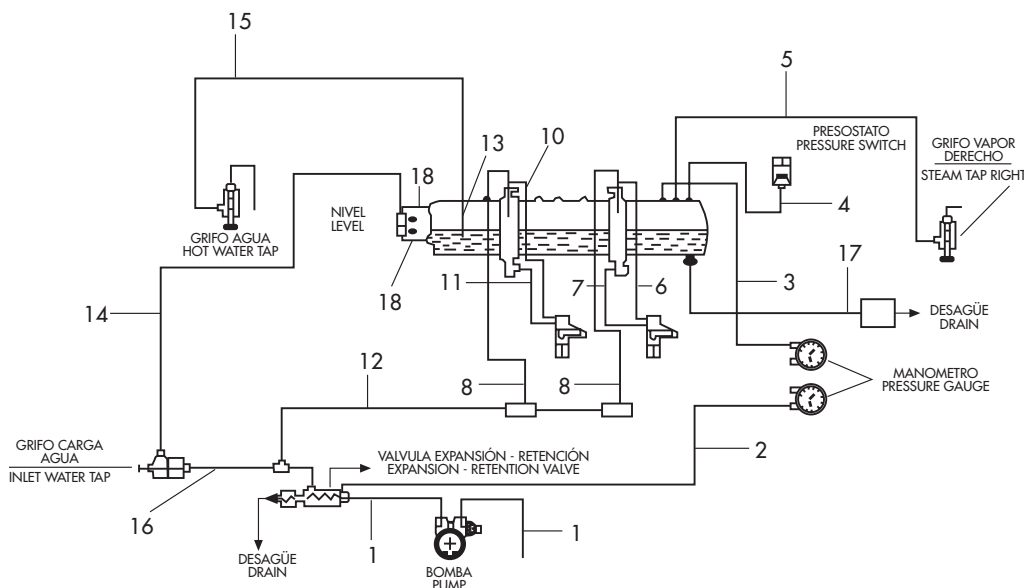 15
5
10
13
PRESOSTATO
PRESSURE SWITCH
GRIFO VAPOR
DERECHO
STEAM TAP RIGHT
18
4
NIVEL
LEVEL
GRIFO AGUA
HOT WATER TAP
18
11
7
6
3
17
14
DESAGÜE
DRAIN
12
8
8
MANOMETRO
PRESSURE GAUGE
GRIFO CARGA
AGUA
INLET WATER TAP
VALVULA EXPANSIÓN - RETENCIÓN
EXPANSION - RETENTION VALVE
2
16
1
1
DESAGÜE
DRAIN
BOMBA
PUMP